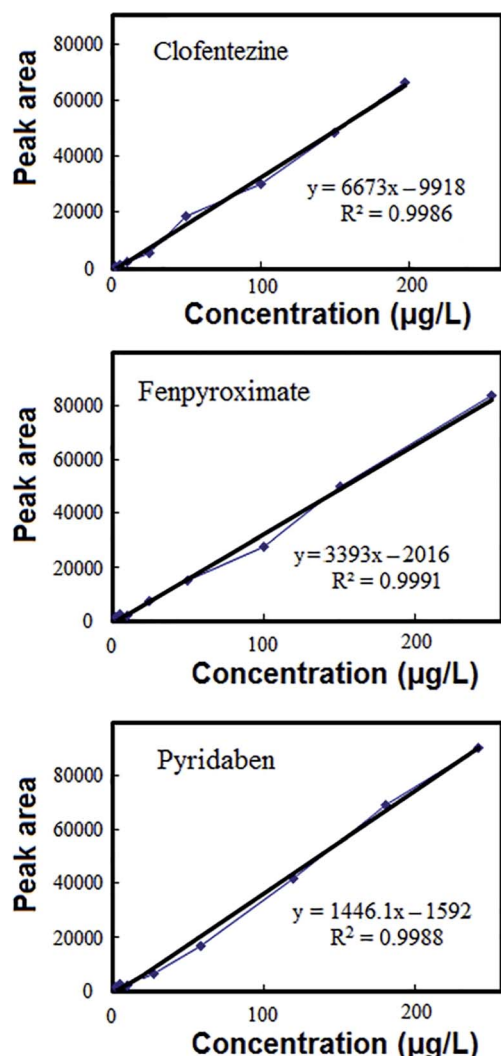 Clofentezine
Peak area
80000
60000
40000
20000
0
y = 6673x – 9918
R² = 0.9986
0 100 200
Concentration (µg/L)
Fenpyroximate
Peak area
80000
60000
40000
20000
0
y = 3393x – 2016
R² = 0.9991
0 100 200
Concentration (µg/L)
Pyridaben
Peak area
80000
60000
40000
20000
0
y = 1446.1x – 1592
R² = 0.9988
0 100 200
Concentration (µg/L)